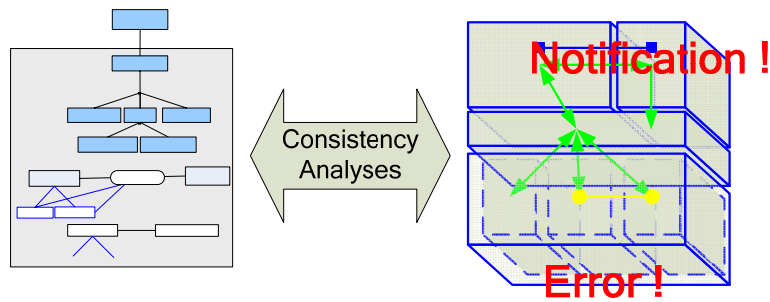 Notification !
Consistency
Analyses
Error !